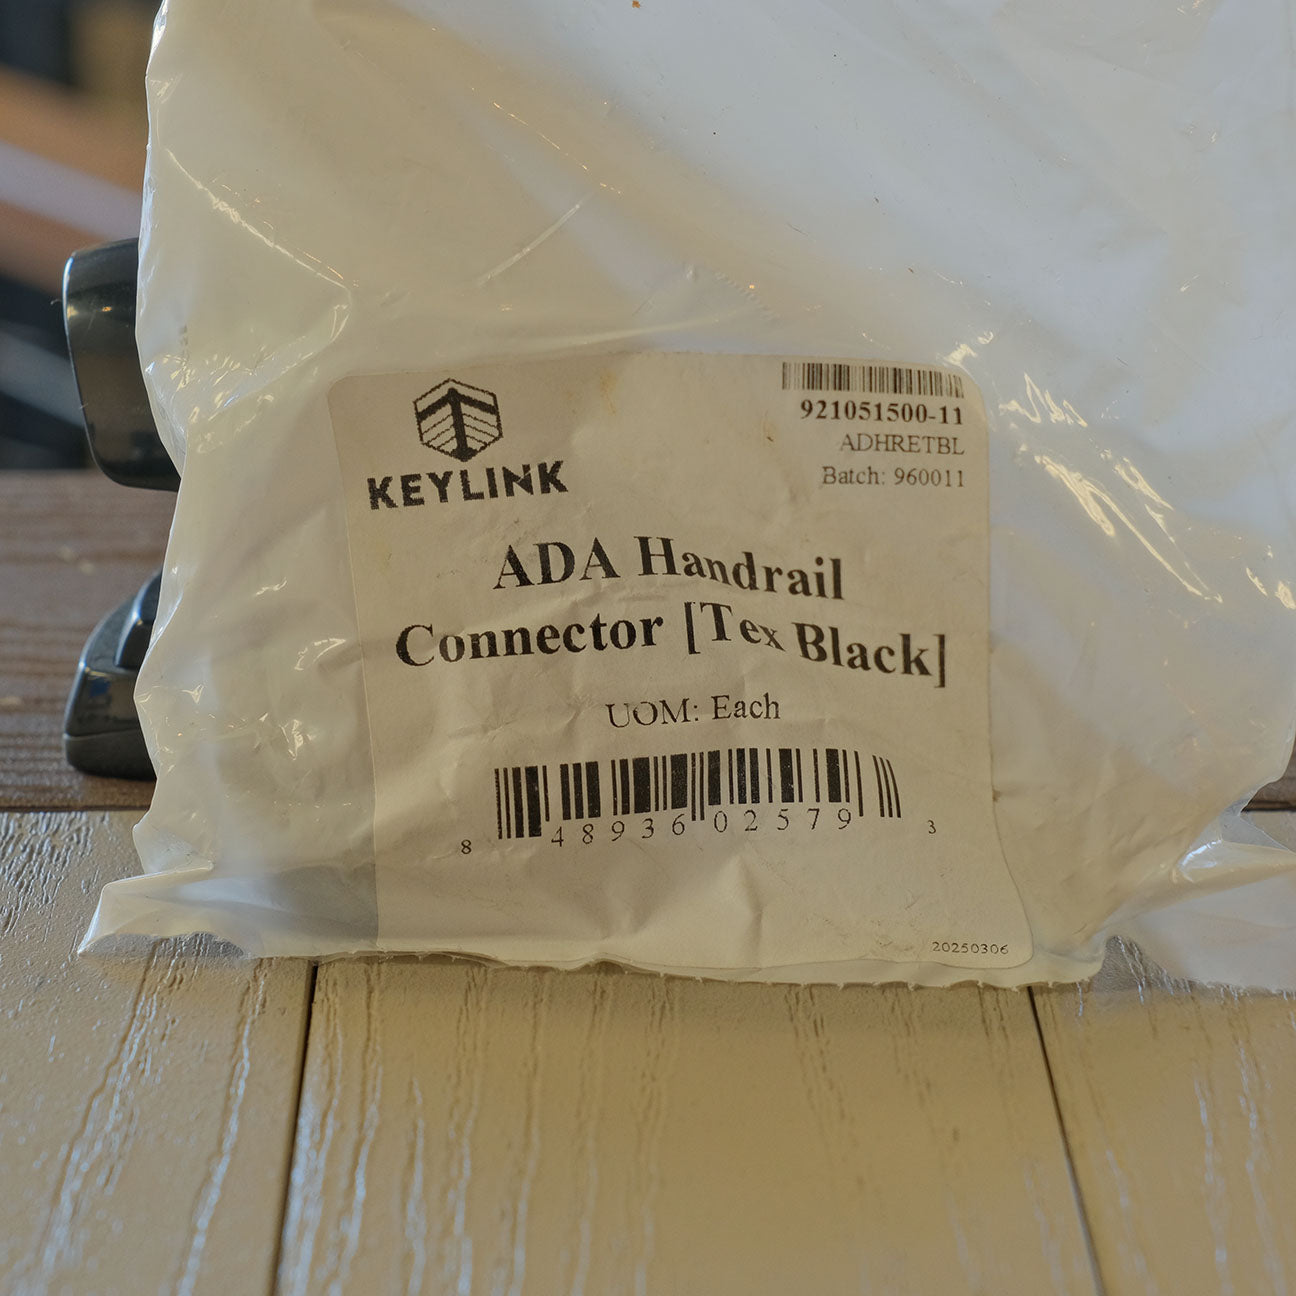 KEYLINK
921051500-11
ADHRETBL
Batch: 960011
ADA Handrail
Connector [Tex Black]
UOM: Each
8 48936 02579 3
20250306